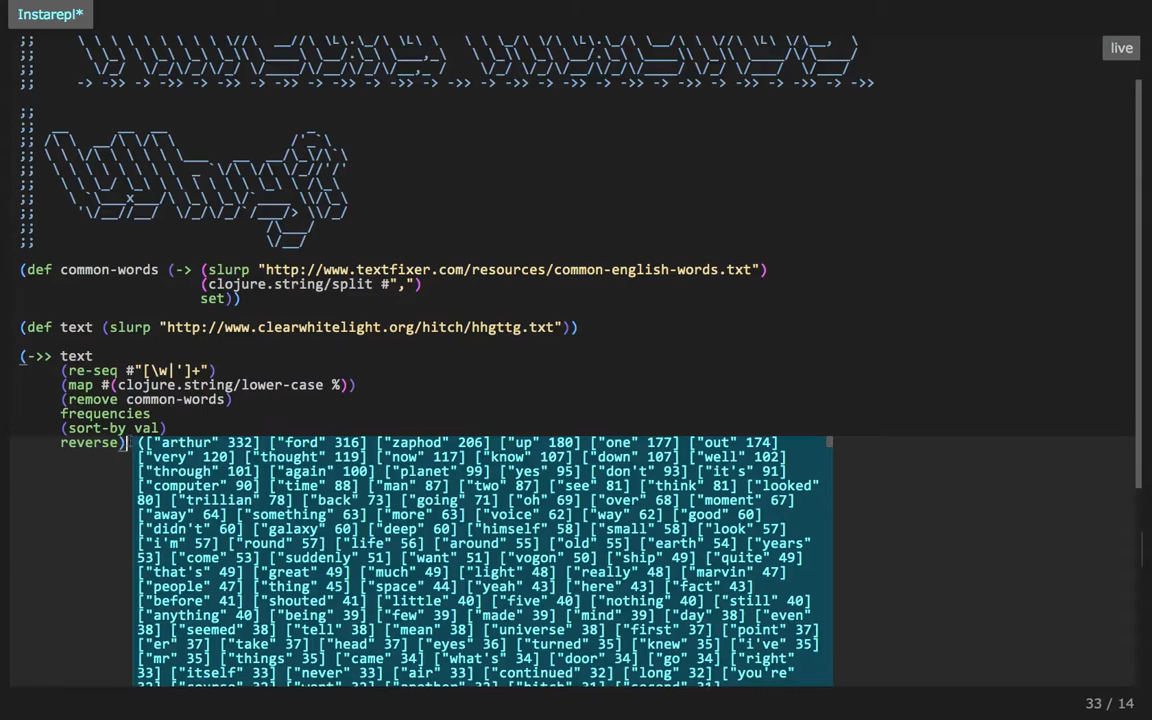 Instarepl*
live
(def common-words (-> (slurp "http://www.textfixer.com/resources/common-english-words.txt")
(clojure.string/split #",")
set))
(def text (slurp "http://www.clearwhitelight.org/hitch/hhgttg.txt"))
(->> text
(re-seq #"[\w|']+")
(map #(clojure.string/lower-case %))
(remove common-words)
frequencies
(sort-by val)
reverse)
(["arthur" 332] ["ford" 316] ["zaphod" 206] ["up" 180] ["one" 177] ["out" 174]
["very" 120] ["thought" 119] ["now" 117] ["know" 107] ["down" 107] ["well" 102]
["through" 101] ["again" 100] ["planet" 99] ["yes" 95] ["don't" 93] ["it's" 91]
["computer" 90] ["time" 88] ["man" 87] ["two" 87] ["see" 81] ["think" 81] ["looked"
80] ["trillian" 78] ["back" 73] ["going" 71] ["oh" 69] ["over" 68] ["moment" 67]
["away" 64] ["something" 63] ["more" 63] ["voice" 62] ["way" 62] ["good" 60]
["didn't" 60] ["galaxy" 60] ["deep" 60] ["himself" 58] ["small" 58] ["look" 57]
["i'm" 57] ["round" 57] ["life" 56] ["around" 55] ["old" 55] ["earth" 54] ["years"
53] ["come" 53] ["suddenly" 51] ["want" 51] ["vogon" 50] ["ship" 49] ["quite" 49]
["that's" 49] ["great" 49] ["much" 49] ["light" 48] ["really" 48] ["marvin" 47]
["people" 47] ["thing" 45] ["space" 44] ["yeah" 43] ["here" 43] ["fact" 43]
["before" 41] ["shouted" 41] ["little" 40] ["five" 40] ["nothing" 40] ["still" 40]
["anything" 40] ["being" 39] ["few" 39] ["made" 39] ["mind" 39] ["day" 38] ["even"
38] ["seemed" 38] ["tell" 38] ["mean" 38] ["universe" 38] ["first" 37] ["point" 37]
["er" 37] ["take" 37] ["head" 37] ["eyes" 36] ["turned" 35] ["knew" 35] ["i've" 35]
["mr" 35] ["things" 35] ["came" 34] ["what's" 34] ["door" 34] ["go" 34] ["right"
33] ["itself" 33] ["never" 33] ["air" 33] ["continued" 32] ["long" 32] ["you're"
33 / 14